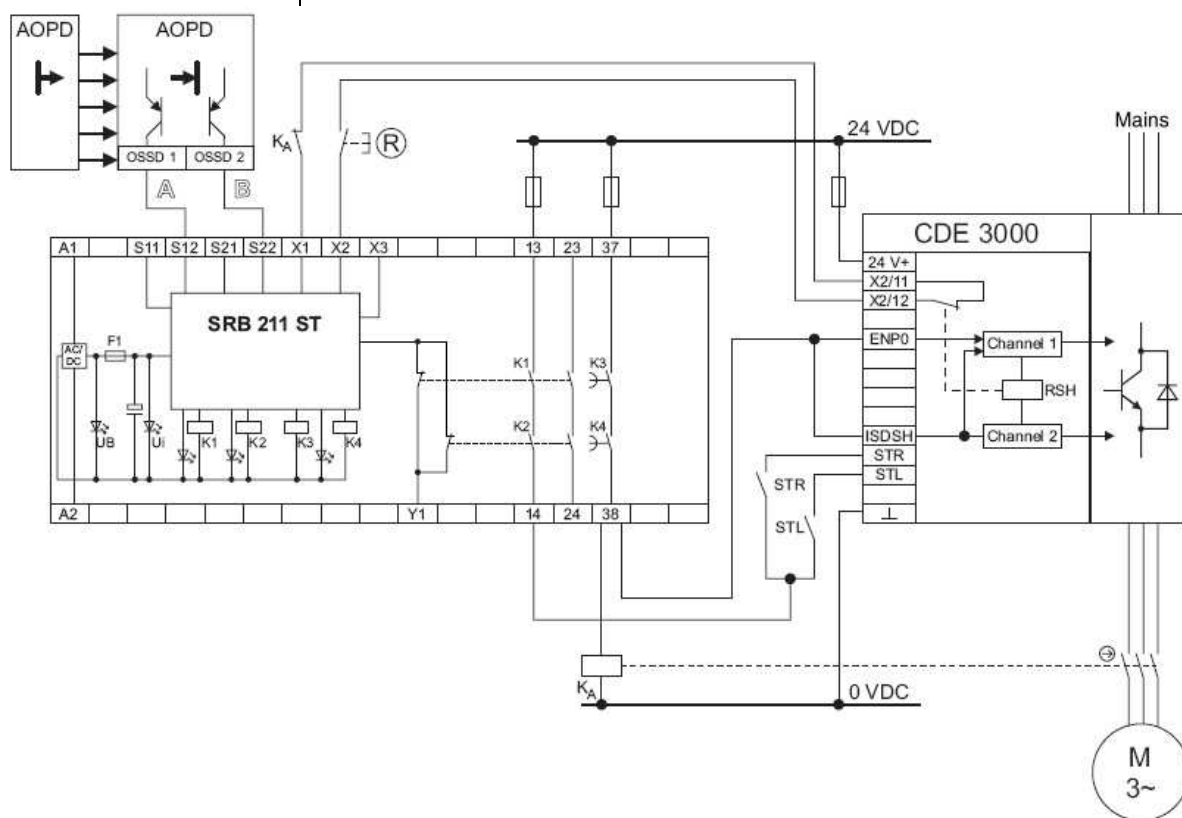 AOPD
AOPD
Mains
24 VDC
KA
R
OSSD 1
OSSD 2
A
B
CDE 3000
A1
S11
S12
S21
S22
X1
X2
X3
13
23
37
24 V+
X2/11
X2/12
SRB 211 ST
ENP0
Channel 1
AC/
DC
F1
K1
K3
RSH
K2
K4
ISDSH
Channel 2
UB
Ui
K1
K2
K3
K4
STR
STL
STR
STL
A2
Y1
14
24
38
KA
0 VDC
M
3~